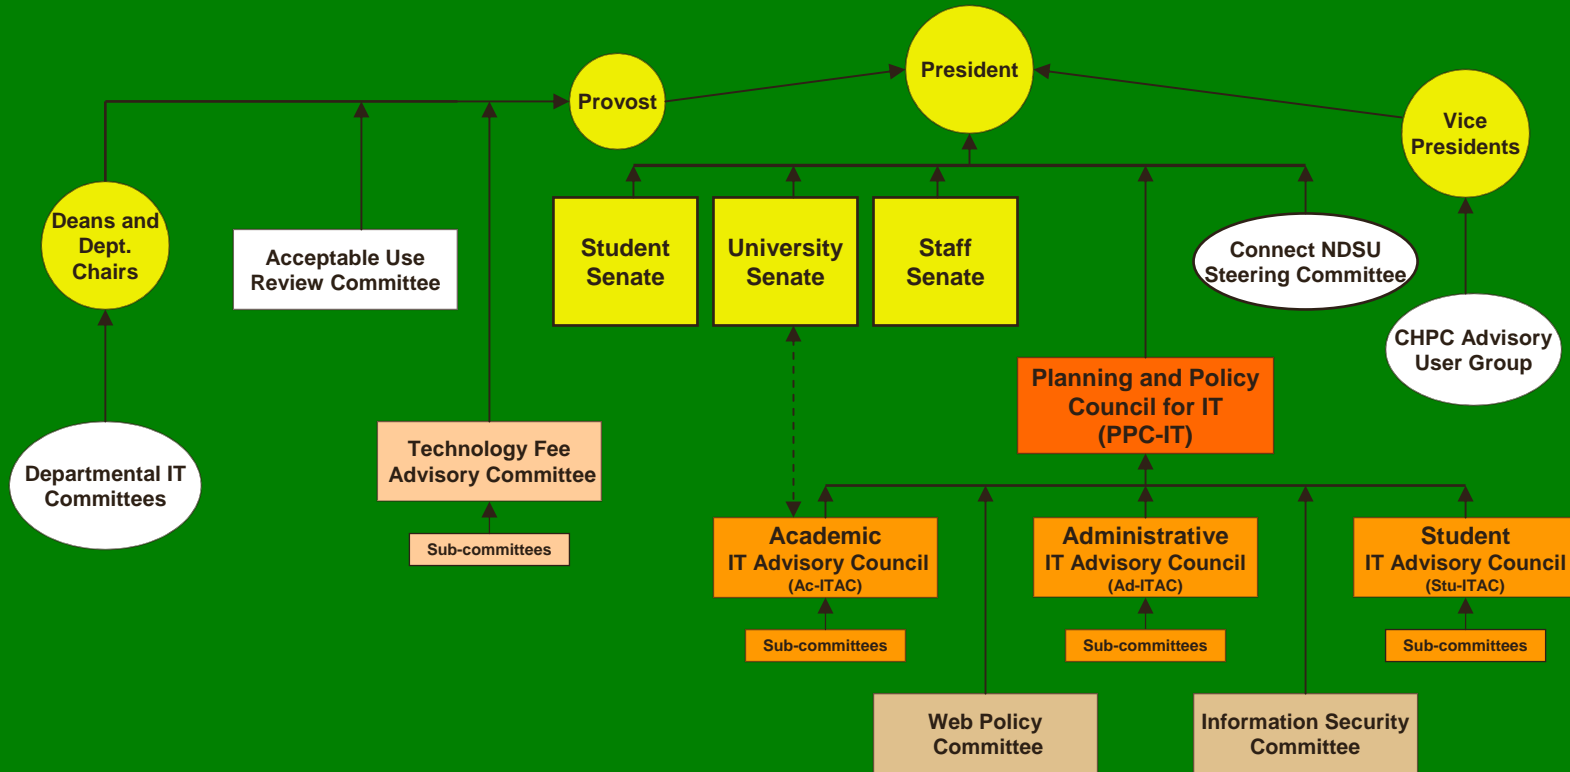 President
Provost
Vice
Presidents
Deans and
Dept.
Chairs
Acceptable Use
Review Committee
Student
Senate
University
Senate
Staff
Senate
Connect NDSU
Steering Committee
CHPC Advisory
User Group
Planning and Policy
Council for IT
(PPC-IT)
Departmental IT
Committees
Technology Fee
Advisory Committee
Sub-committees
Academic
IT Advisory Council
(Ac-ITAC)
Administrative
IT Advisory Council
(Ad-ITAC)
Student
IT Advisory Council
(Stu-ITAC)
Sub-committees
Sub-committees
Sub-committees
Web Policy
Committee
Information Security
Committee